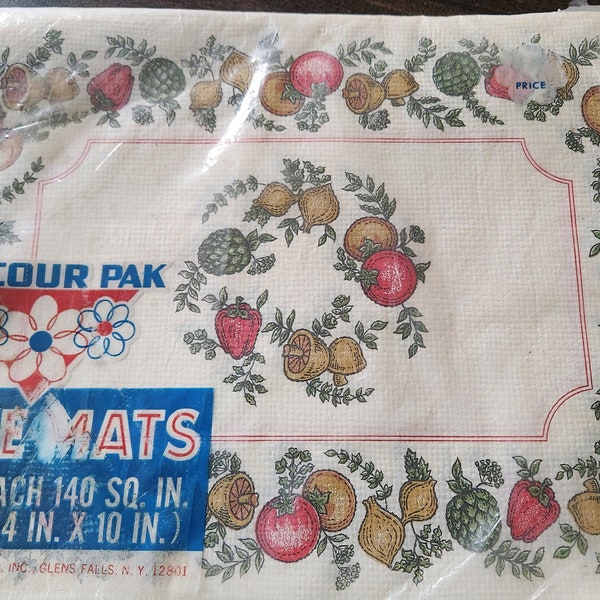 PRICE
COUR PAK
MATS
ACH 140 SQ. IN.
4 IN. X 10 IN.)
INC., GLENS FALLS, N. Y. 12801